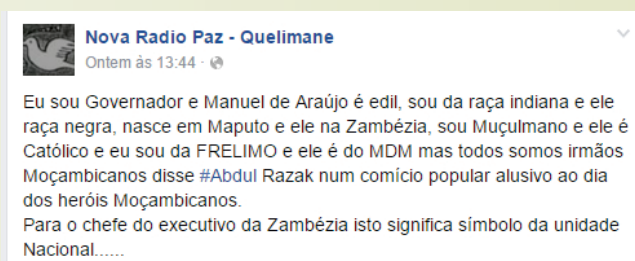 Nova Radio Paz - Quelimane
Ontem às 13:44 ·
Eu sou Governador e Manuel de Araújo é edil, sou da raça indiana e ele
raça negra, nasce em Maputo e ele na Zambézia, sou Muçulmano e ele é
Católico e eu sou da FRELIMO e ele é do MDM mas todos somos irmãos
Moçambicanos disse #Abdul Razak num comício popular alusivo ao dia
dos heróis Moçambicanos.
Para o chefe do executivo da Zambézia isto significa símbolo da unidade
Nacional......